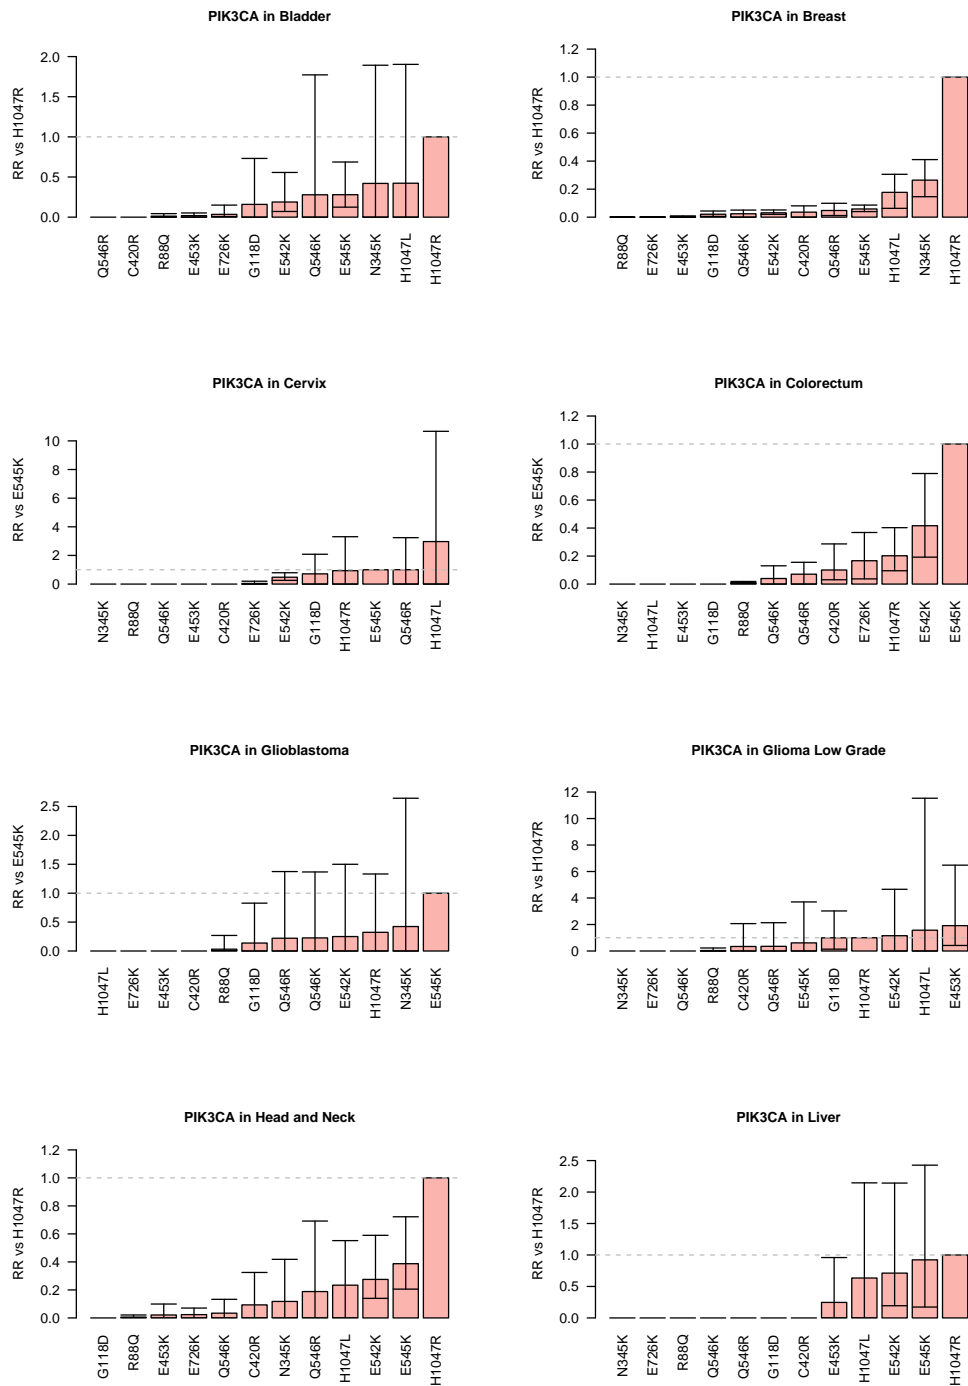 PIK3CA in Bladder
RR vs H1047R
2.0
1.5
1.0
0.5
0.0
Q546R
C420R
R88Q
E453K
E726K
G118D
E542K
Q546K
E545K
N345K
H1047L
H1047R
PIK3CA in Breast
RR vs H1047R
1.2
1.0
0.8
0.6
0.4
0.2
0.0
R88Q
E726K
E453K
G118D
Q546K
E542K
C420R
Q546R
E545K
H1047L
N345K
H1047R
PIK3CA in Cervix
RR vs E545K
10
8
6
4
2
0
N345K
R88Q
Q546K
E453K
C420R
E726K
E542K
G118D
H1047R
E545K
Q546R
H1047L
PIK3CA in Colorectum
RR vs E545K
1.2
1.0
0.8
0.6
0.4
0.2
0.0
N345K
H1047L
E453K
G118D
R88Q
Q546K
Q546R
C420R
E726K
H1047R
E542K
E545K
PIK3CA in Glioblastoma
RR vs E545K
2.5
2.0
1.5
1.0
0.5
0.0
H1047L
E726K
E453K
C420R
R88Q
G118D
Q546R
Q546K
E542K
H1047R
N345K
E545K
PIK3CA in Glioma Low Grade
RR vs H1047R
12
10
8
6
4
2
0
N345K
E726K
Q546K
R88Q
C420R
Q546R
E545K
G118D
H1047R
E542K
H1047L
E453K
PIK3CA in Head and Neck
RR vs H1047R
1.2
1.0
0.8
0.6
0.4
0.2
0.0
G118D
R88Q
E453K
E726K
Q546K
C420R
N345K
Q546R
H1047L
E542K
E545K
H1047R
PIK3CA in Liver
RR vs H1047R
2.5
2.0
1.5
1.0
0.5
0.0
N345K
E726K
R88Q
Q546K
Q546R
G118D
C420R
E453K
H1047L
E542K
E545K
H1047R